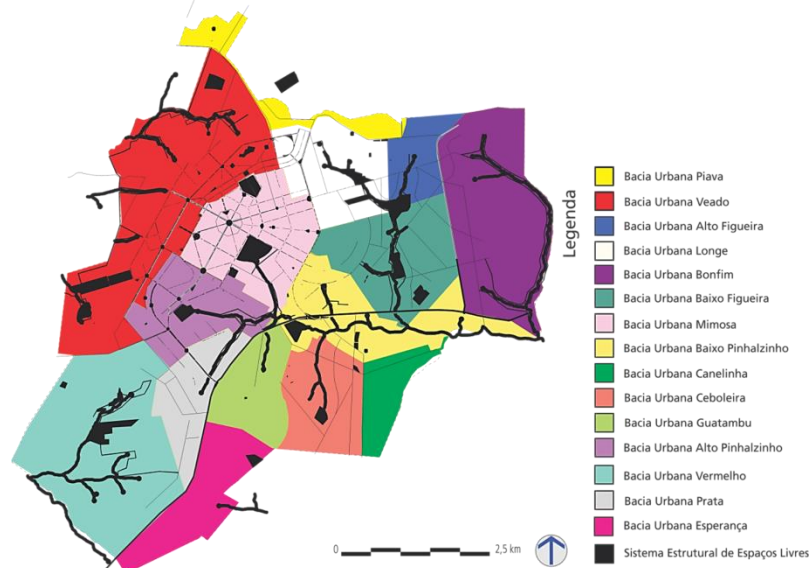 Legenda
Bacia Urbana Piava
Bacia Urbana Veado
Bacia Urbana Alto Figueira
Bacia Urbana Longe
Bacia Urbana Bonfim
Bacia Urbana Baixo Figueira
Bacia Urbana Mimosa
Bacia Urbana Baixo Pinhalzinho
Bacia Urbana Canelinha
Bacia Urbana Ceboleira
Bacia Urbana Guatambu
Bacia Urbana Alto Pinhalzinho
Bacia Urbana Vermelho
Bacia Urbana Prata
Bacia Urbana Esperança
Sistema Estrutural de Espaços Livres
0 2,5 km